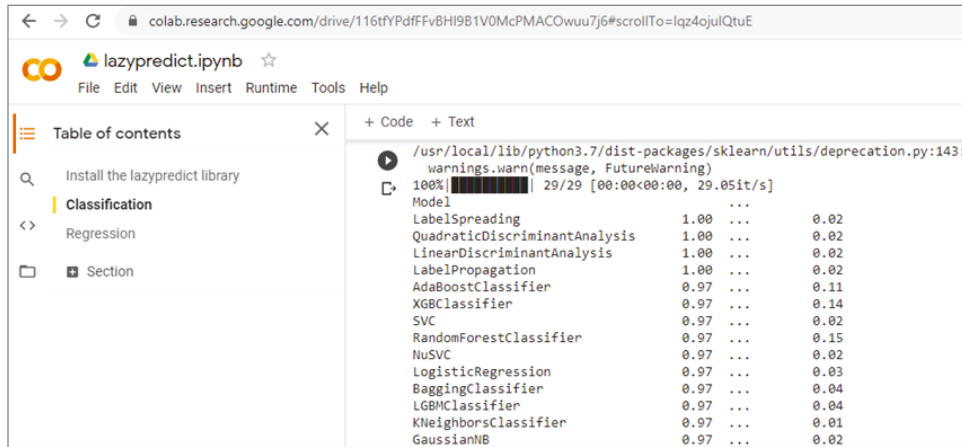 colab.research.google.com/drive/116tfYPdfFFvBHI9B1V0McPMACOwuu7j6#scrollTo=Iqz4ojulQtuE
lazypredict.ipynb
File Edit View Insert Runtime Tools Help
Table of contents
Install the lazypredict library
Classification
Regression
Section
+ Code + Text
/usr/local/lib/python3.7/dist-packages/sklearn/utils/deprecation.py:143:
warnings.warn(message, FutureWarning)
100%|██████████| 29/29 [00:00<00:00, 29.05it/s]
Model ...
LabelSpreading 1.00 ... 0.02
QuadraticDiscriminantAnalysis 1.00 ... 0.02
LinearDiscriminantAnalysis 1.00 ... 0.02
LabelPropagation 1.00 ... 0.02
AdaBoostClassifier 0.97 ... 0.11
XGBClassifier 0.97 ... 0.14
SVC 0.97 ... 0.02
RandomForestClassifier 0.97 ... 0.15
NuSVC 0.97 ... 0.02
LogisticRegression 0.97 ... 0.03
BaggingClassifier 0.97 ... 0.04
LGBMClassifier 0.97 ... 0.04
KNeighborsClassifier 0.97 ... 0.01
GaussianNB 0.97 ... 0.02